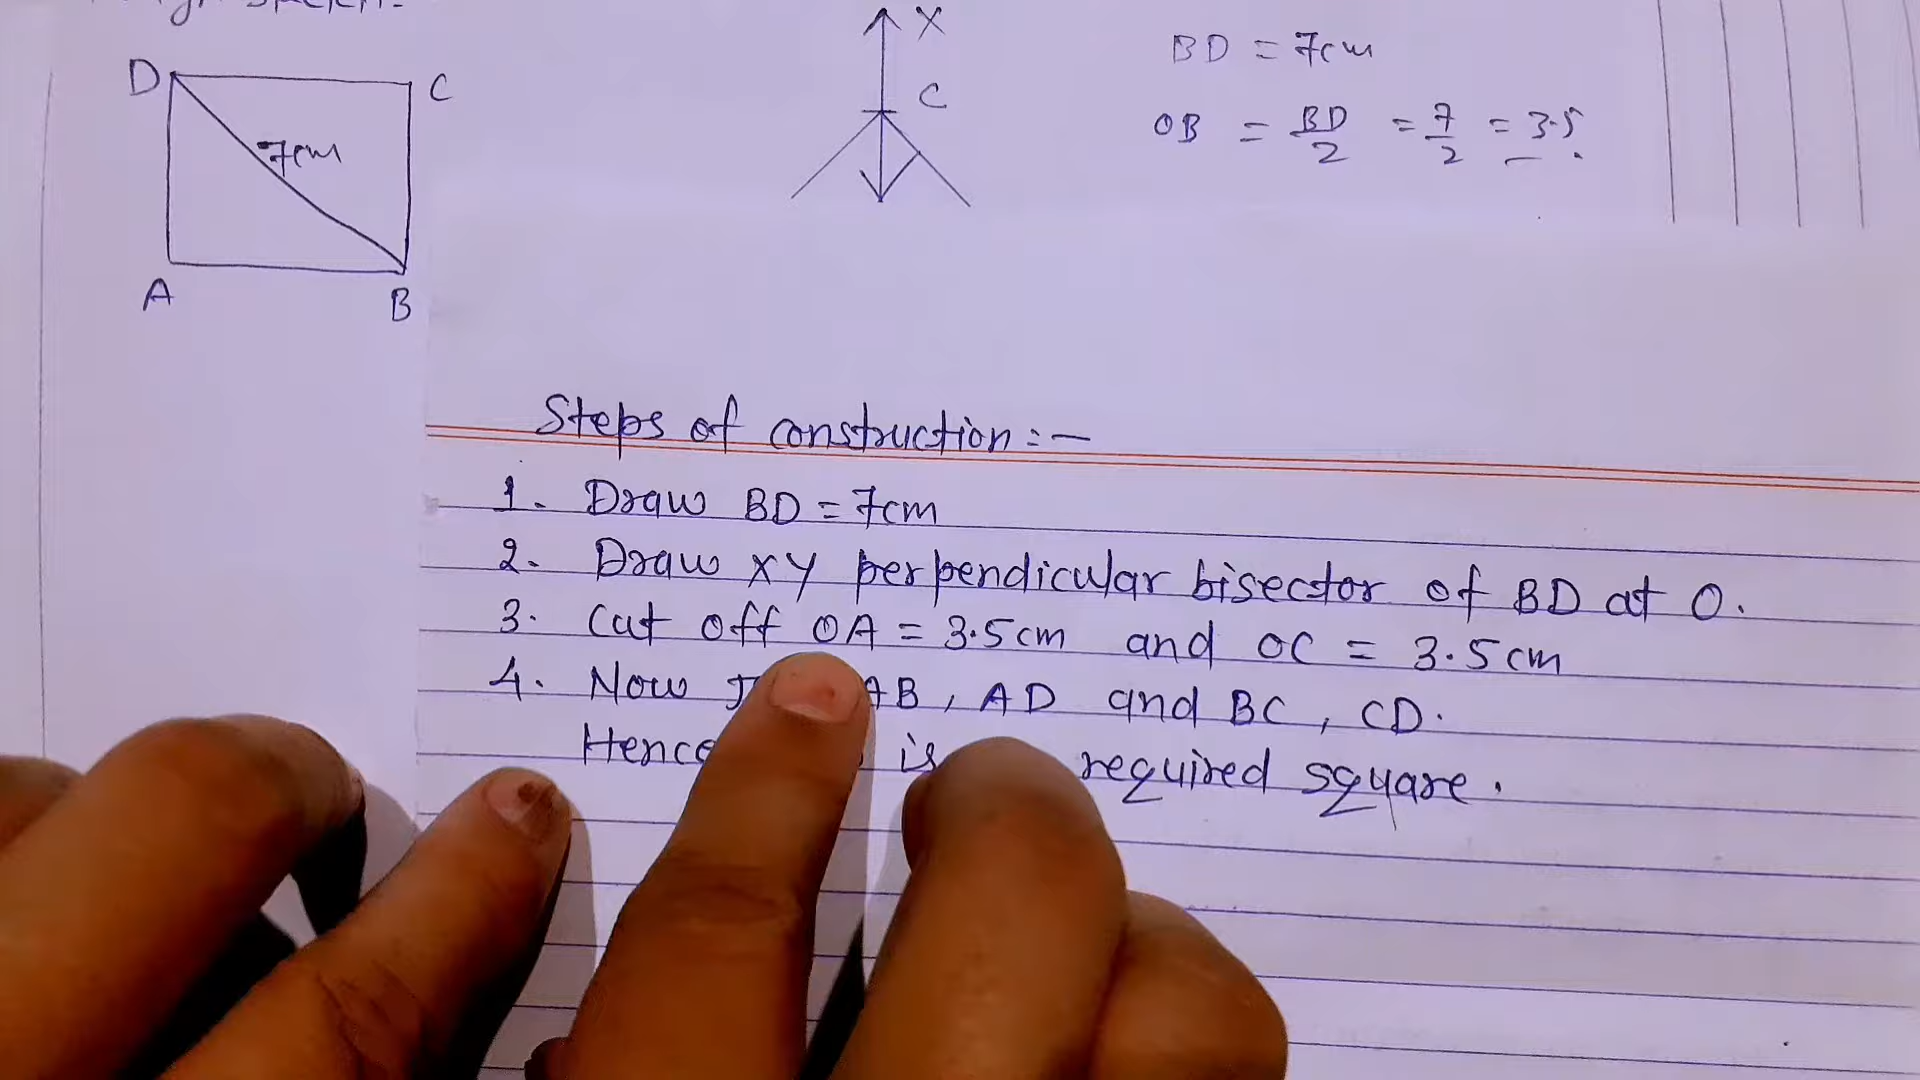 D
C
7cm
A
B
X
C
BD = 7cm
OB = BD/2 = 7/2 = 3.5
Steps of construction:-
1. Draw BD = 7cm
2. Draw XY perpendicular bisector of BD at O.
3. Cut off OA = 3.5cm and OC = 3.5cm
4. Now AB, AD and BC, CD.
Hence is required square.